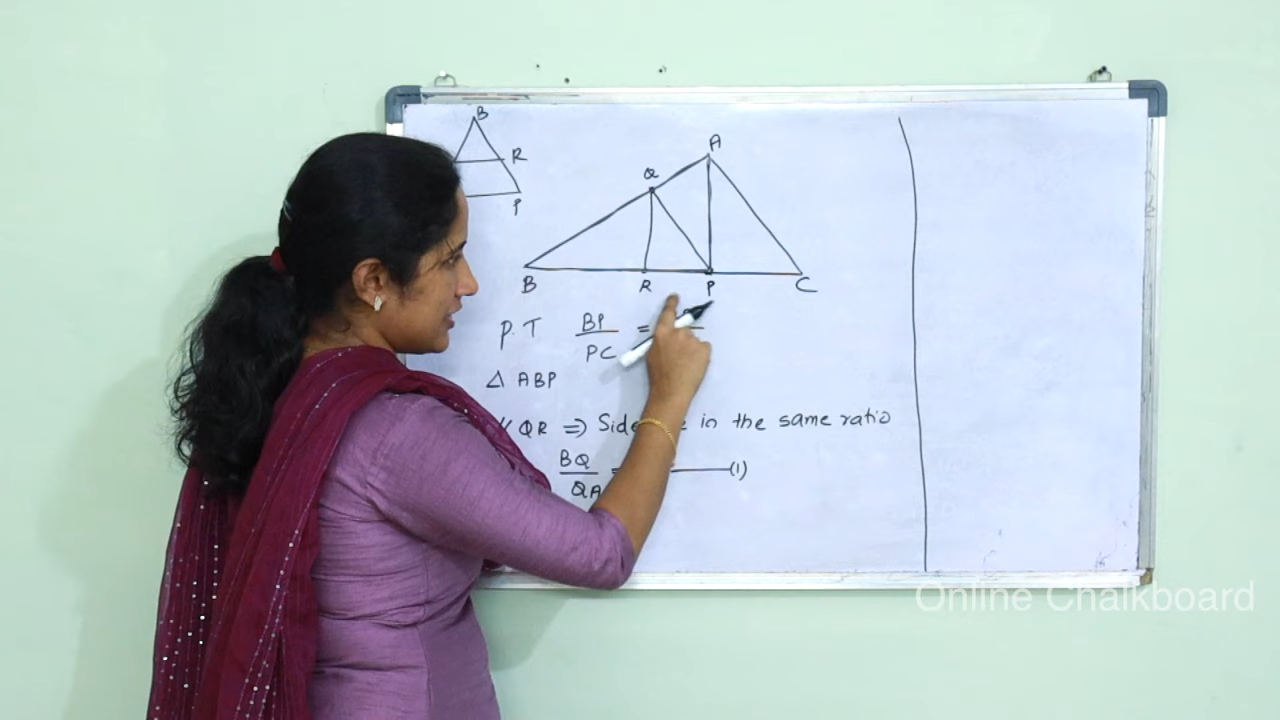 B
R
P
A
Q
B R P C
P.T BP/PC =
△ ABP
|| QR ⇒ Side in the same ratio
BQ/QA = (1)
Online Chalkboard